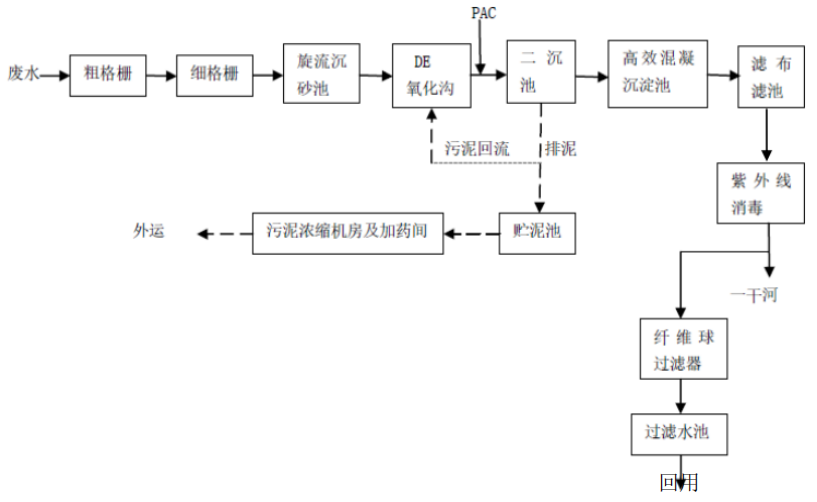 PAC
废水
粗格栅
细格栅
旋流沉
砂池
DE
氧化沟
二沉
池
高效混凝
沉淀池
滤布
滤池
污泥回流
排泥
紫外线
消毒
外运
污泥浓缩机房及加药间
贮泥池
一干河
纤维球
过滤器
过滤水池
回用